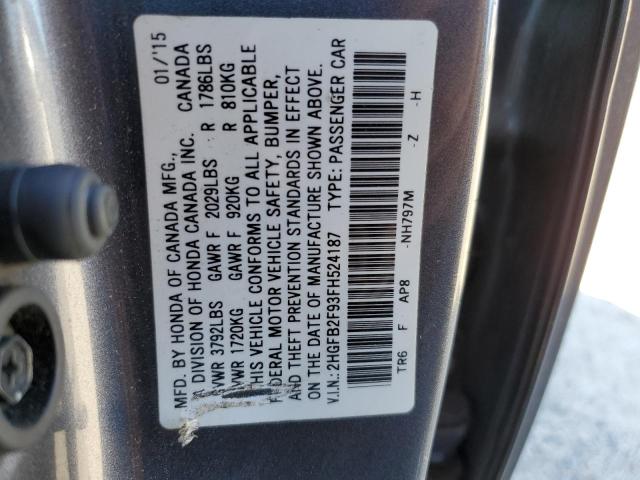 MFD. BY HONDA OF CANADA MFG., 01/'15
DIVISION OF HONDA CANADA INC. CANADA
VWR 3792LBS GAWR F 2029LBS R 1786LBS
VWR 1720KG GAWR F 920KG R 810KG
THIS VEHICLE CONFORMS TO ALL APPLICABLE
FEDERAL MOTOR VEHICLE SAFETY, BUMPER,
AND THEFT PREVENTION STANDARDS IN EFFECT
ON THE DATE OF MANUFACTURE SHOWN ABOVE.
V.I.N.: 2HGFB2F93FH524187 TYPE: PASSENGER CAR
TR6 F AP8 -NH797M -Z -H